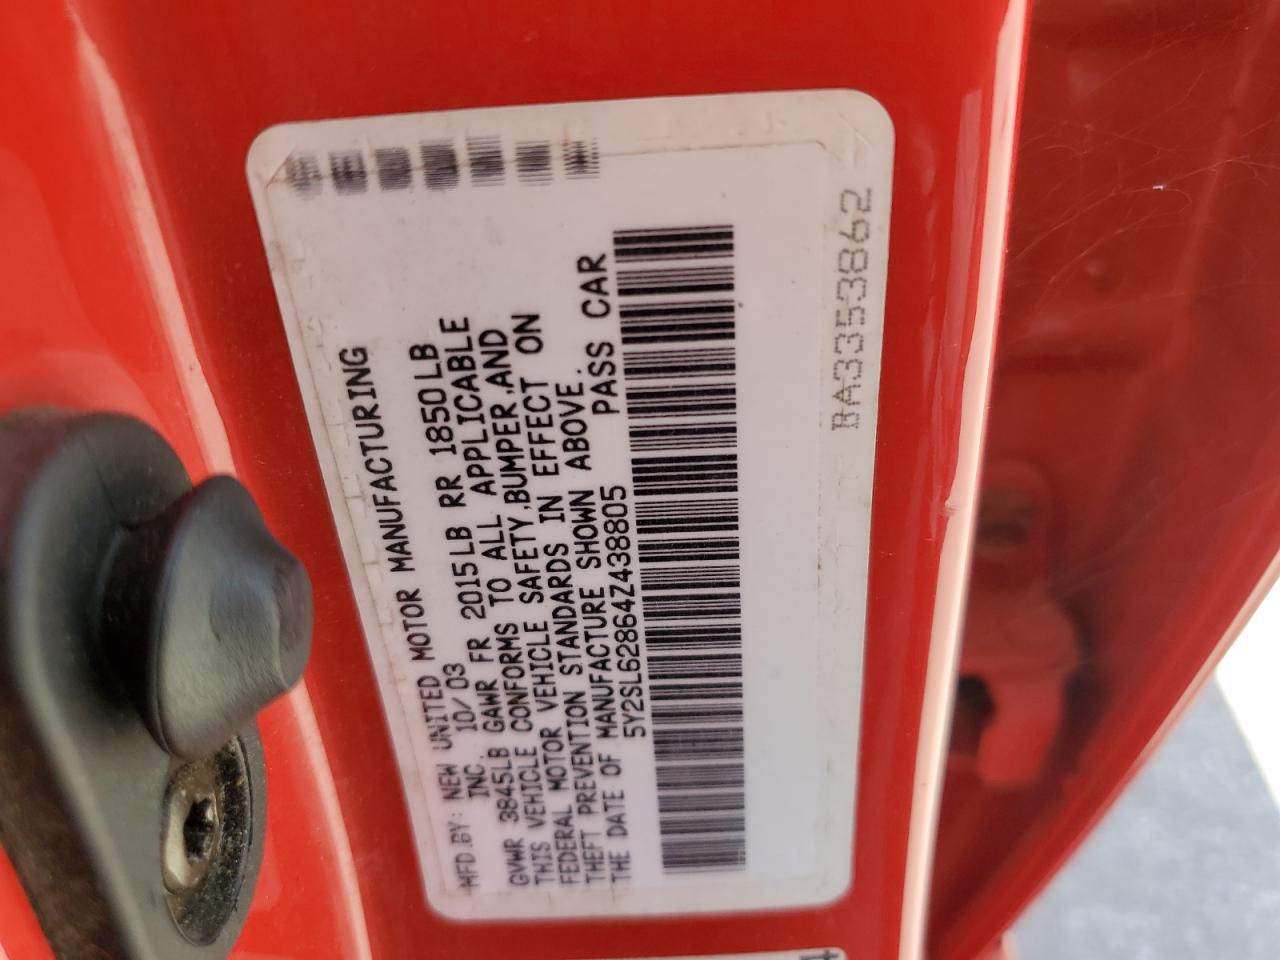 MFD.BY: NEW UNITED MOTOR MANUFACTURING
INC. 10/03
GVWR 3845LB GAWR FR 2015LB RR 1850LB
THIS VEHICLE CONFORMS TO ALL APPLICABLE
FEDERAL MOTOR VEHICLE SAFETY,BUMPER,AND
THEFT PREVENTION STANDARDS IN EFFECT ON
THE DATE OF MANUFACTURE SHOWN ABOVE.
5Y2SL62864Z438805 PASS CAR
BA3353862
4